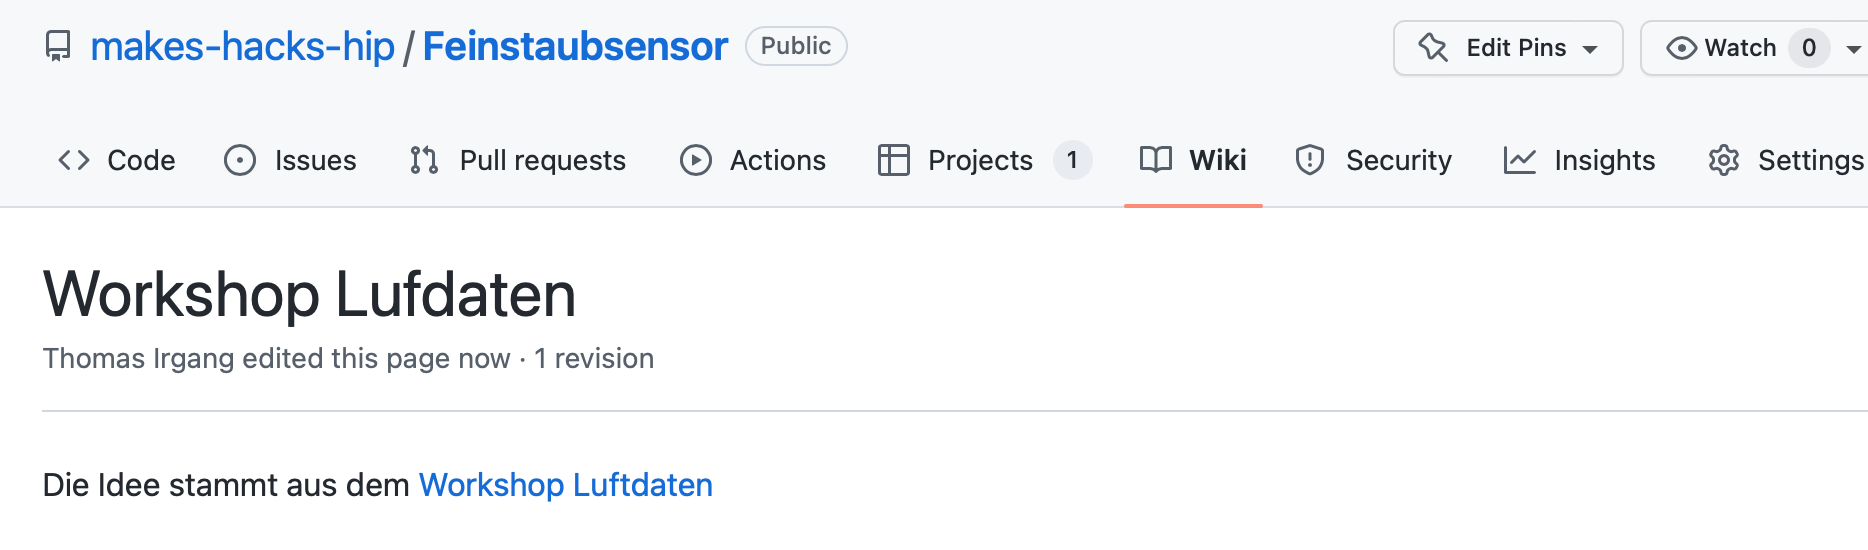 makes-hacks-hip / Feinstaubsensor Public Edit Pins Watch 0
Code Issues Pull requests Actions Projects 1 Wiki Security Insights Settings
Workshop Lufdaten
Thomas Irgang edited this page now · 1 revision
Die Idee stammt aus dem Workshop Luftdaten